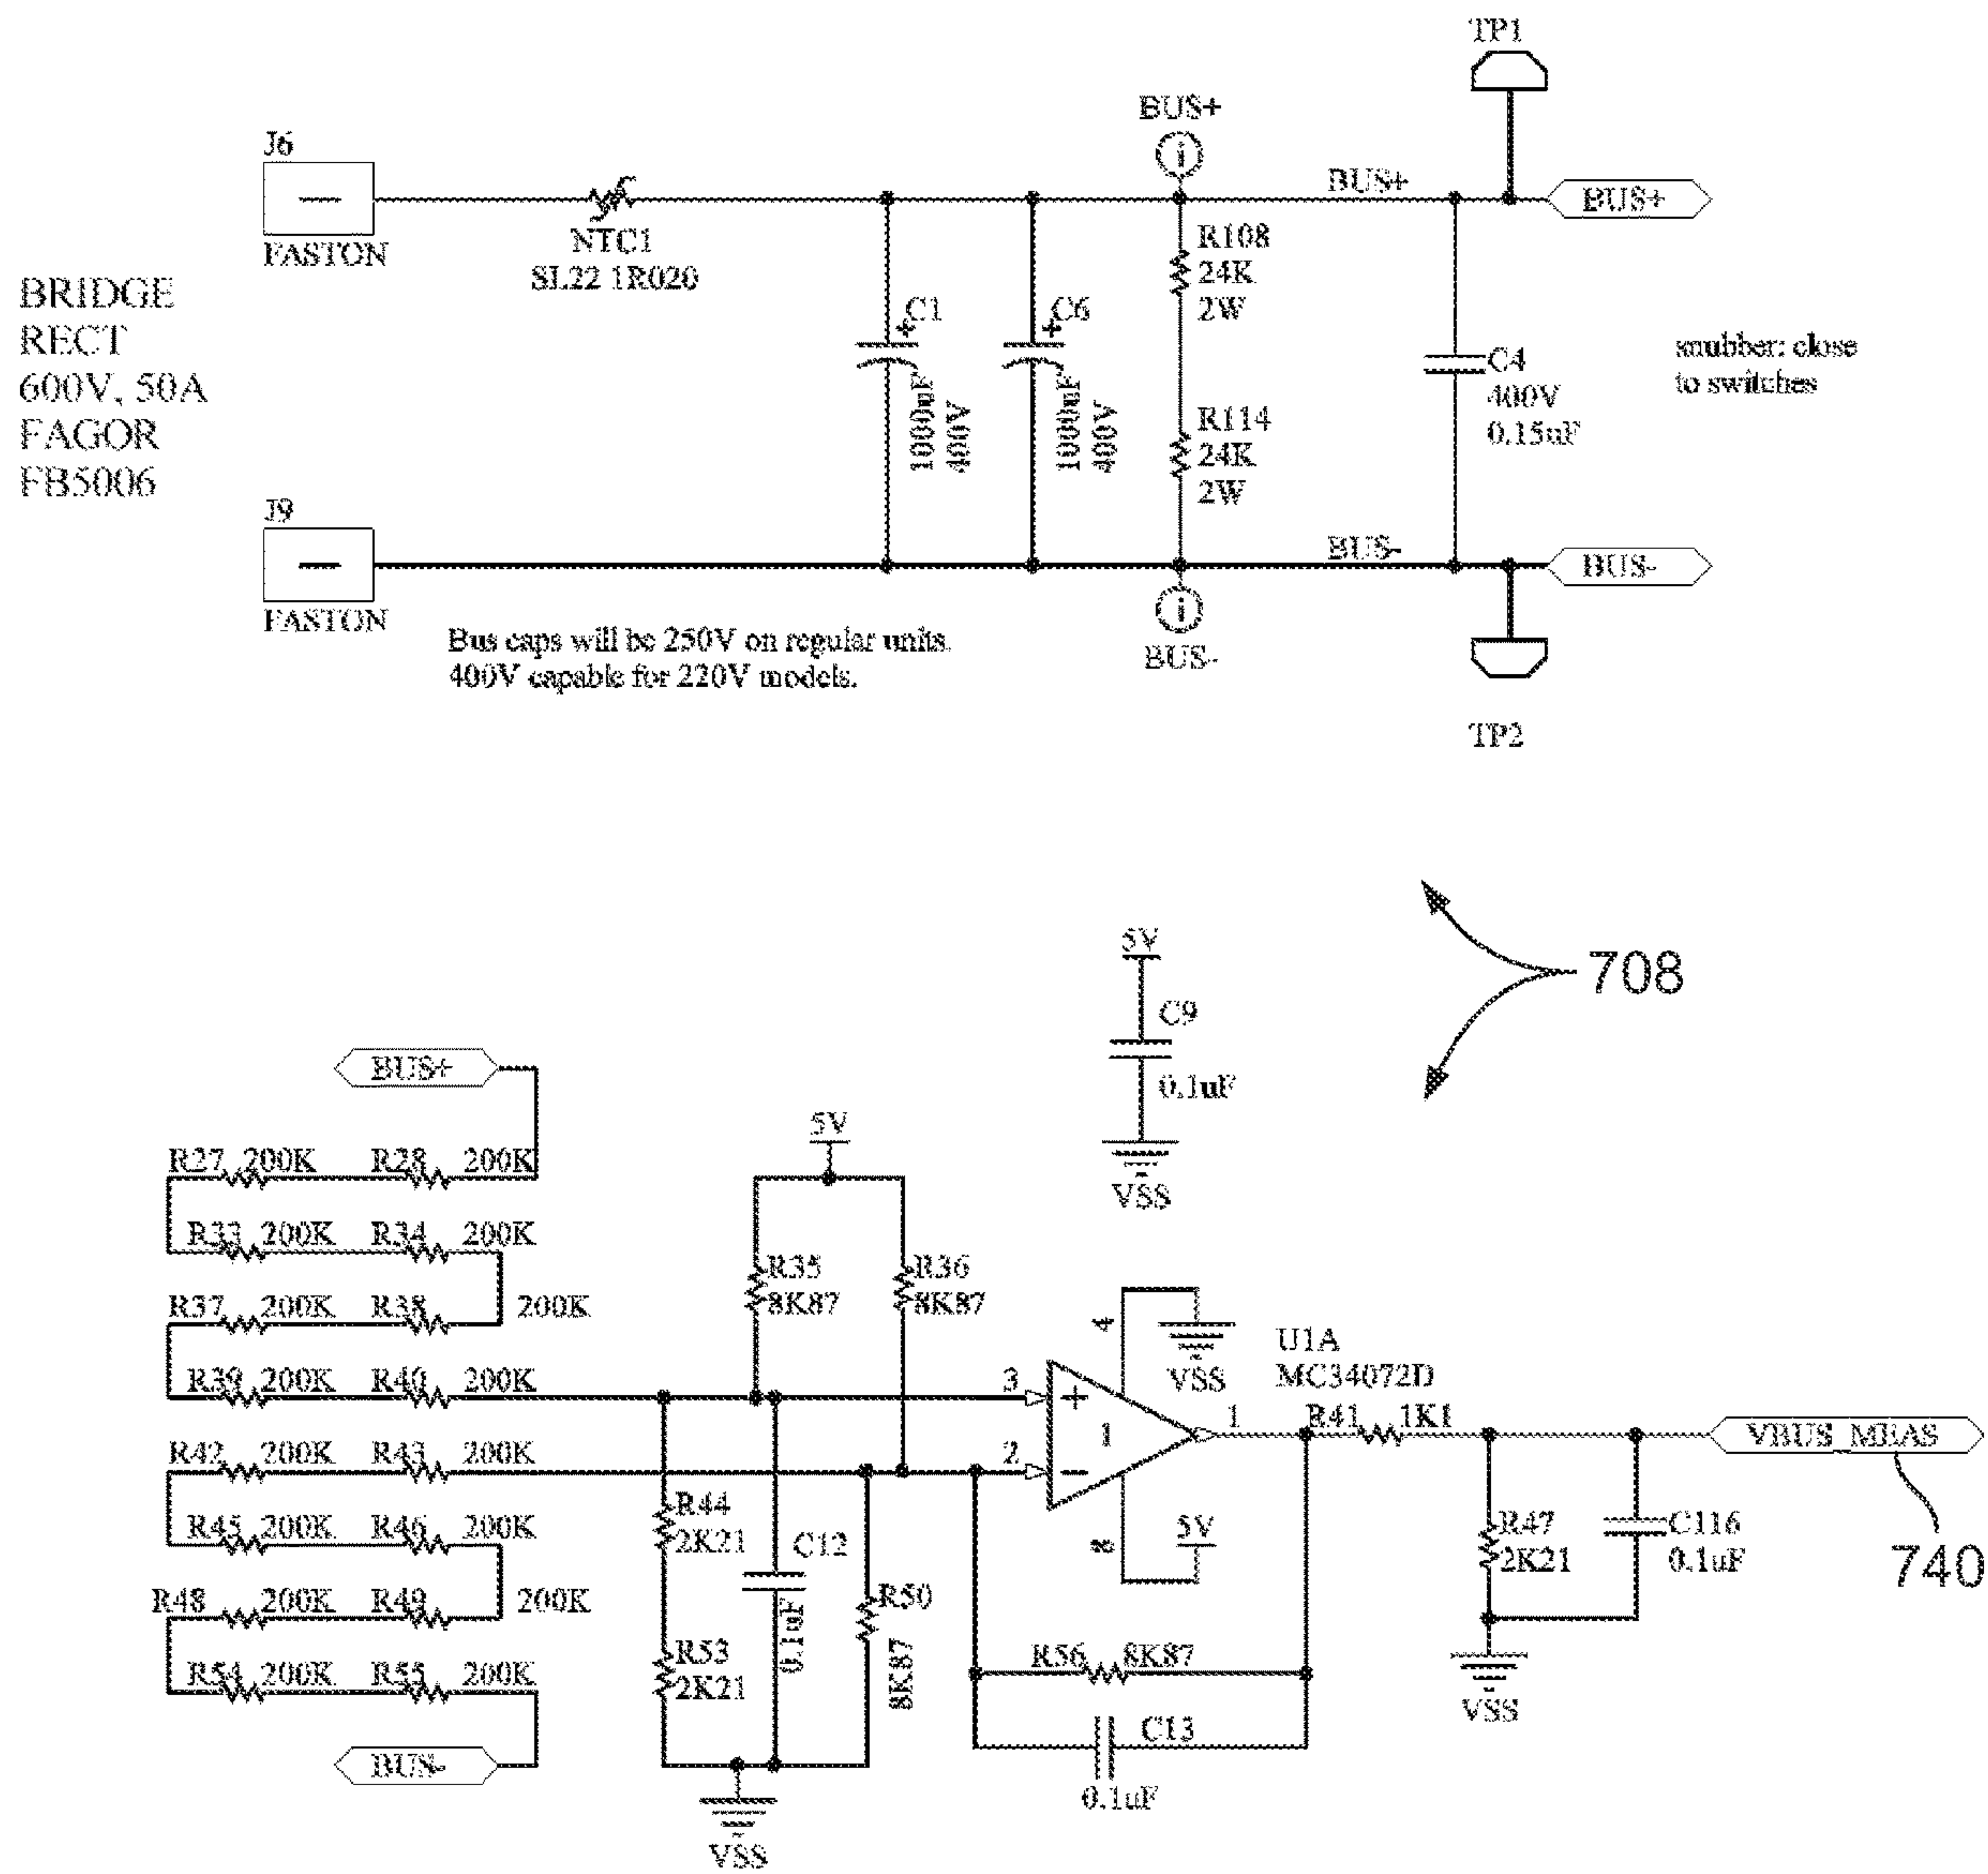 TP1
BUS+
J6
BUS+
BUS+
FASTON
NTC1
SL22 1R020
R108
24K
2W
BRIDGE
RECT
600V, 50A
FAGOR
FB5006
C1
1000uF
400V
C6
1000uF
400V
C4
400V
0.15uF
snubber: close
to switches
R114
24K
2W
J9
BUS-
BUS-
FASTON
Bus caps will be 250V on regular units.
400V capable for 220V models.
BUS-
TP2
708
5V
C9
0.1uF
VSS
BUS+
5V
R27 200K R28 200K
R33 200K R34 200K
R37 200K R38 200K
R39 200K R40 200K
R42 200K R43 200K
R45 200K R46 200K
R48 200K R49 200K
R54 200K R55 200K
BUS-
R35
8K87
R36
8K87
3
+
2
−
1
4
VSS
8
5V
U1A
MC34072D
1
R41 1K1
VBUS_MEAS
740
R44
2K21
C12
0.1uF
R50
8K87
R53
2K21
R56 8K87
C13
0.1uF
VSS
R47
2K21
C116
0.1uF
VSS